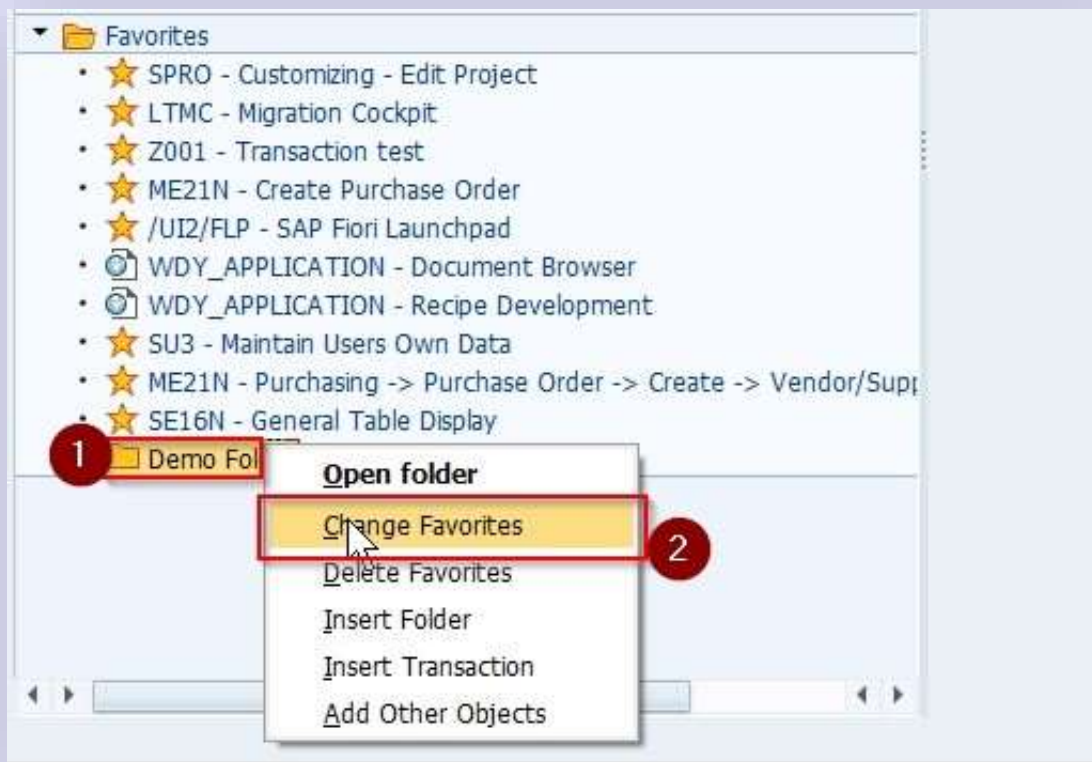 Favorites
SPRO - Customizing - Edit Project
LTMC - Migration Cockpit
Z001 - Transaction test
ME21N - Create Purchase Order
/UI2/FLP - SAP Fiori Launchpad
WDY_APPLICATION - Document Browser
WDY_APPLICATION - Recipe Development
SU3 - Maintain Users Own Data
ME21N - Purchasing -> Purchase Order -> Create -> Vendor/Supp
SE16N - General Table Display
1 Demo Fol
Open folder
Change Favorites
2
Delete Favorites
Insert Folder
Insert Transaction
Add Other Objects